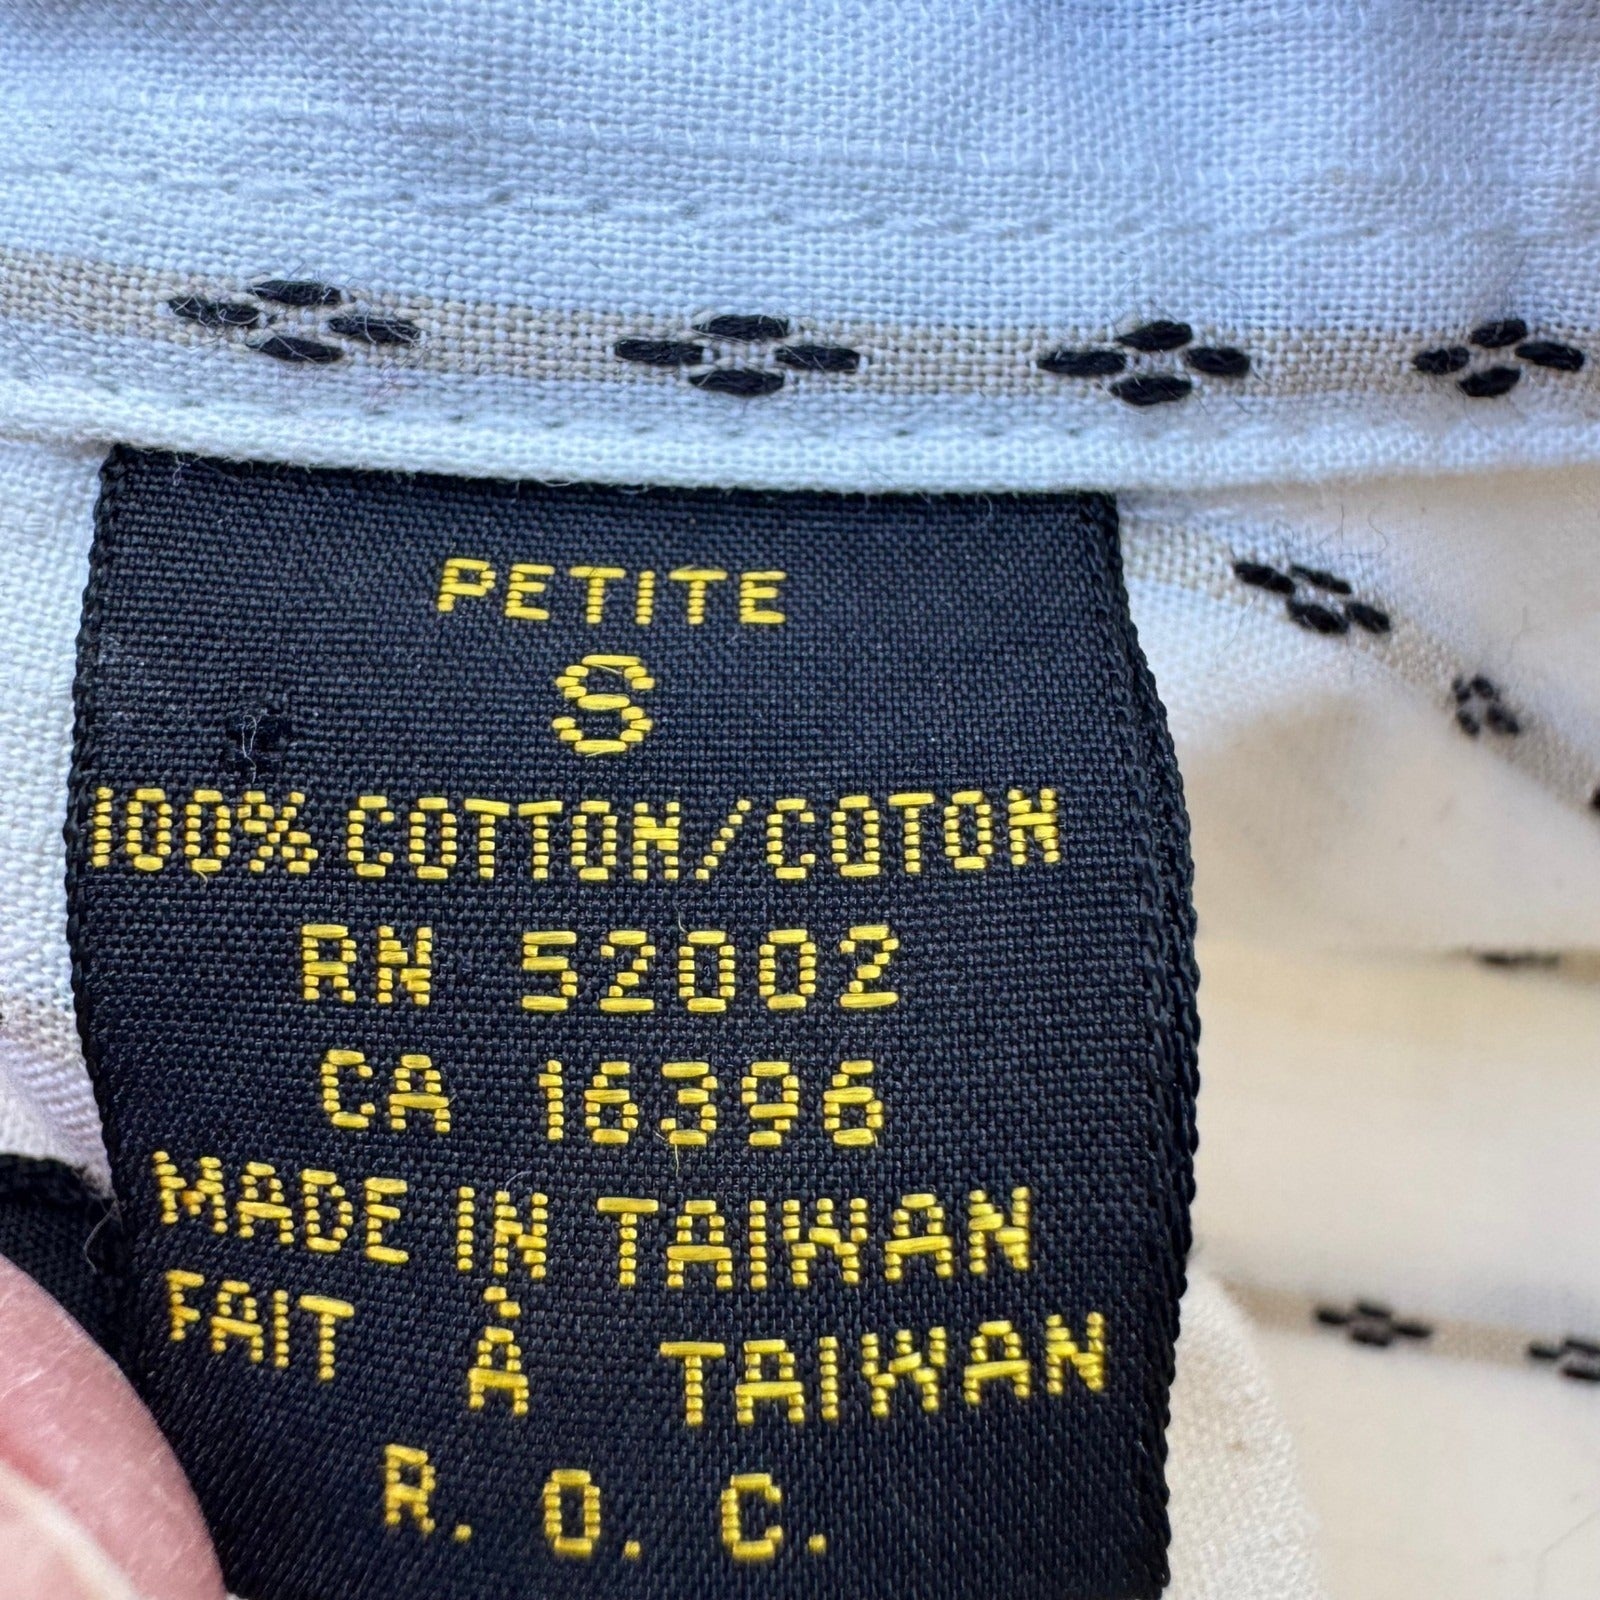 PETITE
S
100% COTTON/COTON
RN 52002
CA 16396
MADE IN TAIWAN
FAIT À TAIWAN
R. O. C.